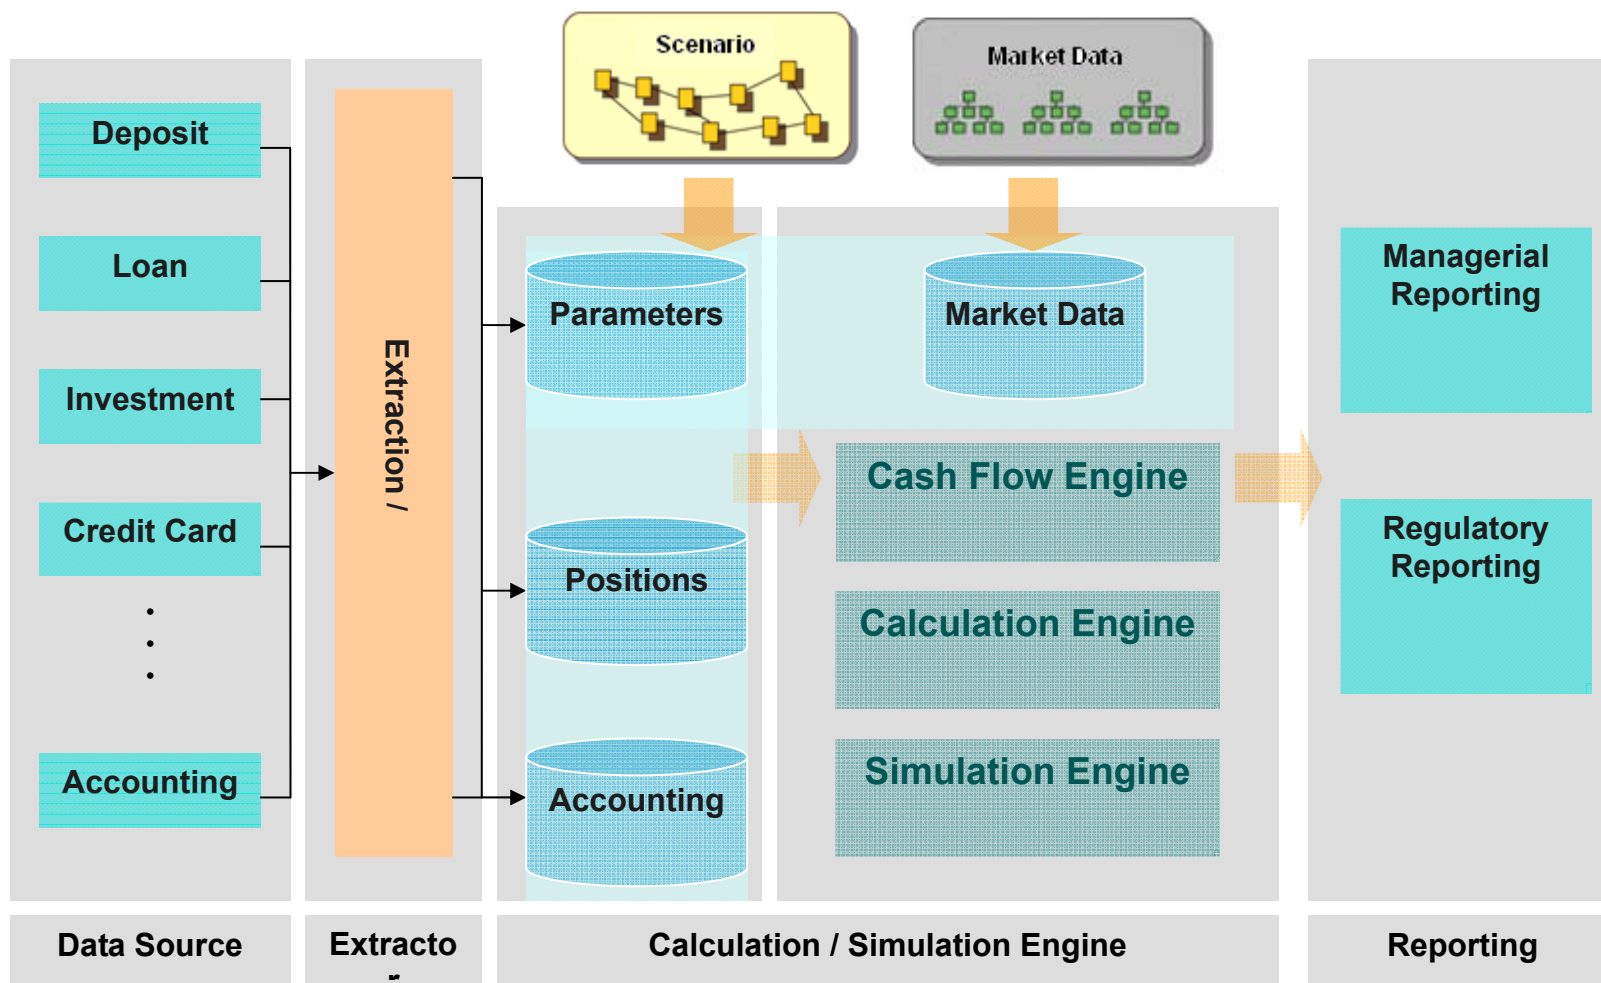 Scenario
Market Data
Deposit
Loan
Investment
Credit Card
Accounting
Extraction /
Parameters
Market Data
Positions
Accounting
Cash Flow Engine
Calculation Engine
Simulation Engine
Managerial
Reporting
Regulatory
Reporting
Data Source
Extracto
r
Calculation / Simulation Engine
Reporting